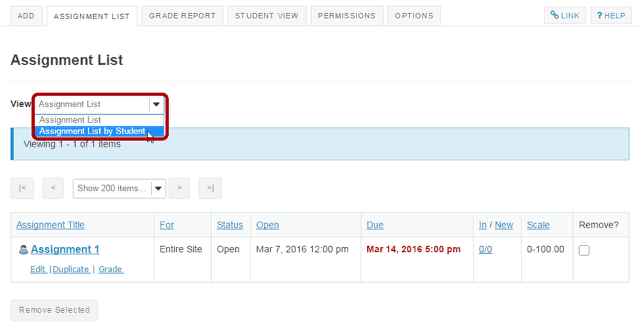 ADD ASSIGNMENT LIST GRADE REPORT STUDENT VIEW PERMISSIONS OPTIONS LINK ? HELP
Assignment List
View Assignment List
Assignment List
Assignment List by Student
Viewing 1 - 1 of 1 items
|< < Show 200 items... > >|
Assignment Title For Status Open Due In / New Scale Remove?
Assignment 1 Entire Site Open Mar 7, 2016 12:00 pm Mar 14, 2016 5:00 pm 0/0 0-100.00
Edit | Duplicate | Grade
Remove Selected